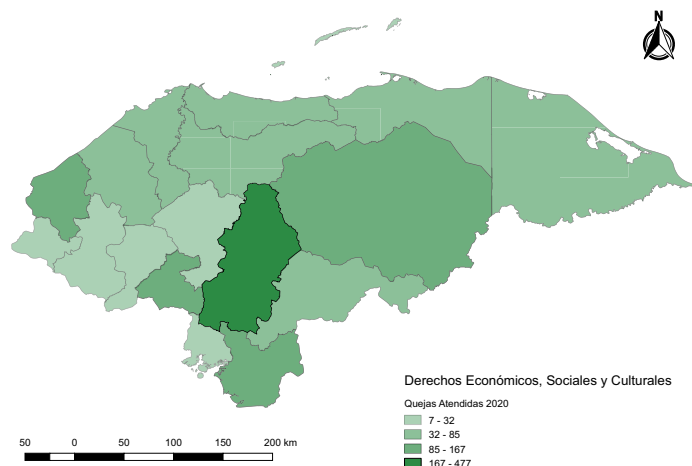 N
Derechos Económicos, Sociales y Culturales
Quejas Atendidas 2020
7 - 32
32 - 85
85 - 167
167 - 477
50 0 50 100 150 200 km